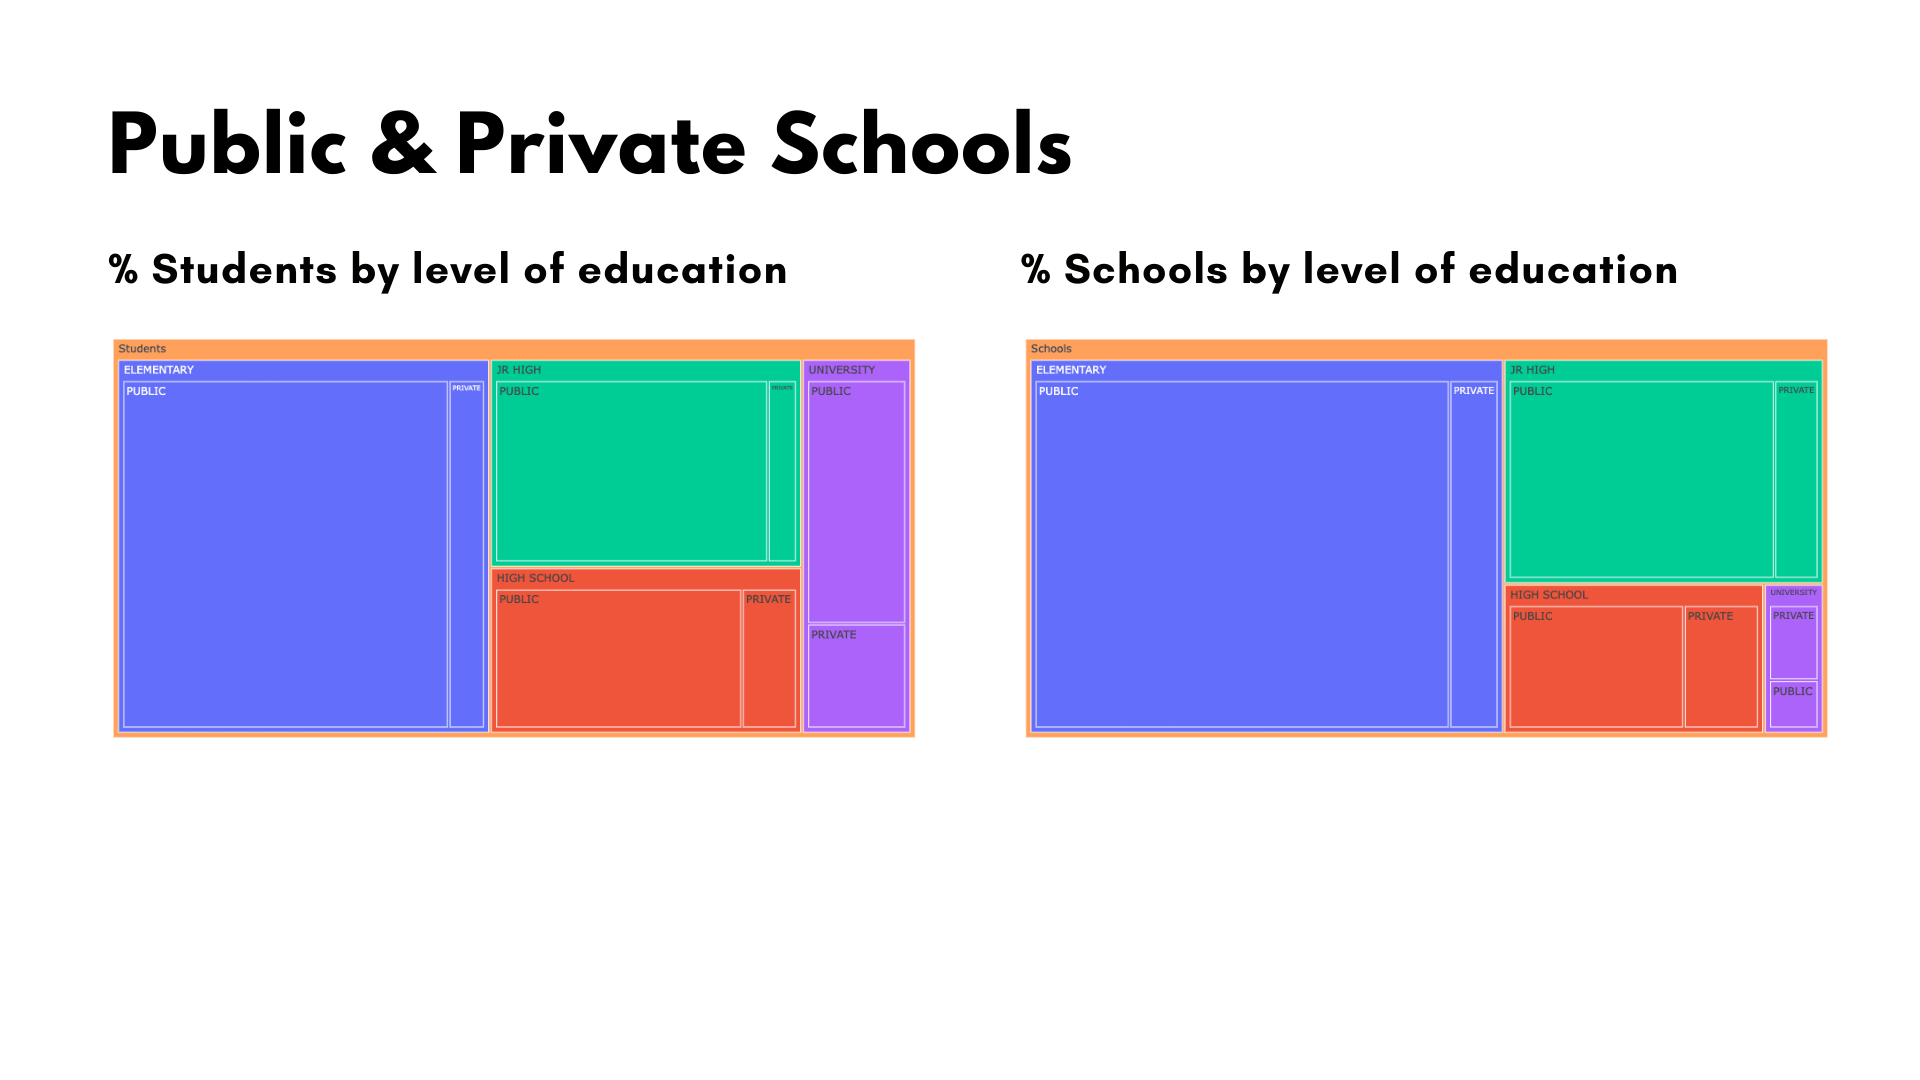 Public & Private Schools
% Students by level of education
Students
ELEMENTARY
PUBLIC
PRIVATE
JR HIGH
PUBLIC
PRIVATE
HIGH SCHOOL
PUBLIC
PRIVATE
UNIVERSITY
PUBLIC
PRIVATE
% Schools by level of education
Schools
ELEMENTARY
PUBLIC
PRIVATE
JR HIGH
PUBLIC
PRIVATE
HIGH SCHOOL
PUBLIC
PRIVATE
UNIVERSITY
PRIVATE
PUBLIC